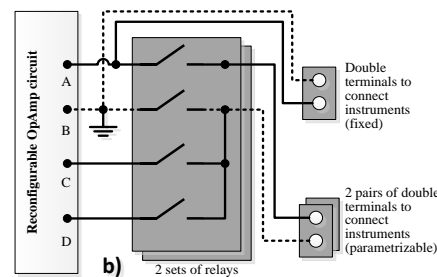 Reconfigurable OpAmp circuit
A
B
C
D
b)
2 sets of relays
Double
terminals to
connect
instruments
(fixed)
2 pairs of double
terminals to
connect
instruments
(parametrizable)